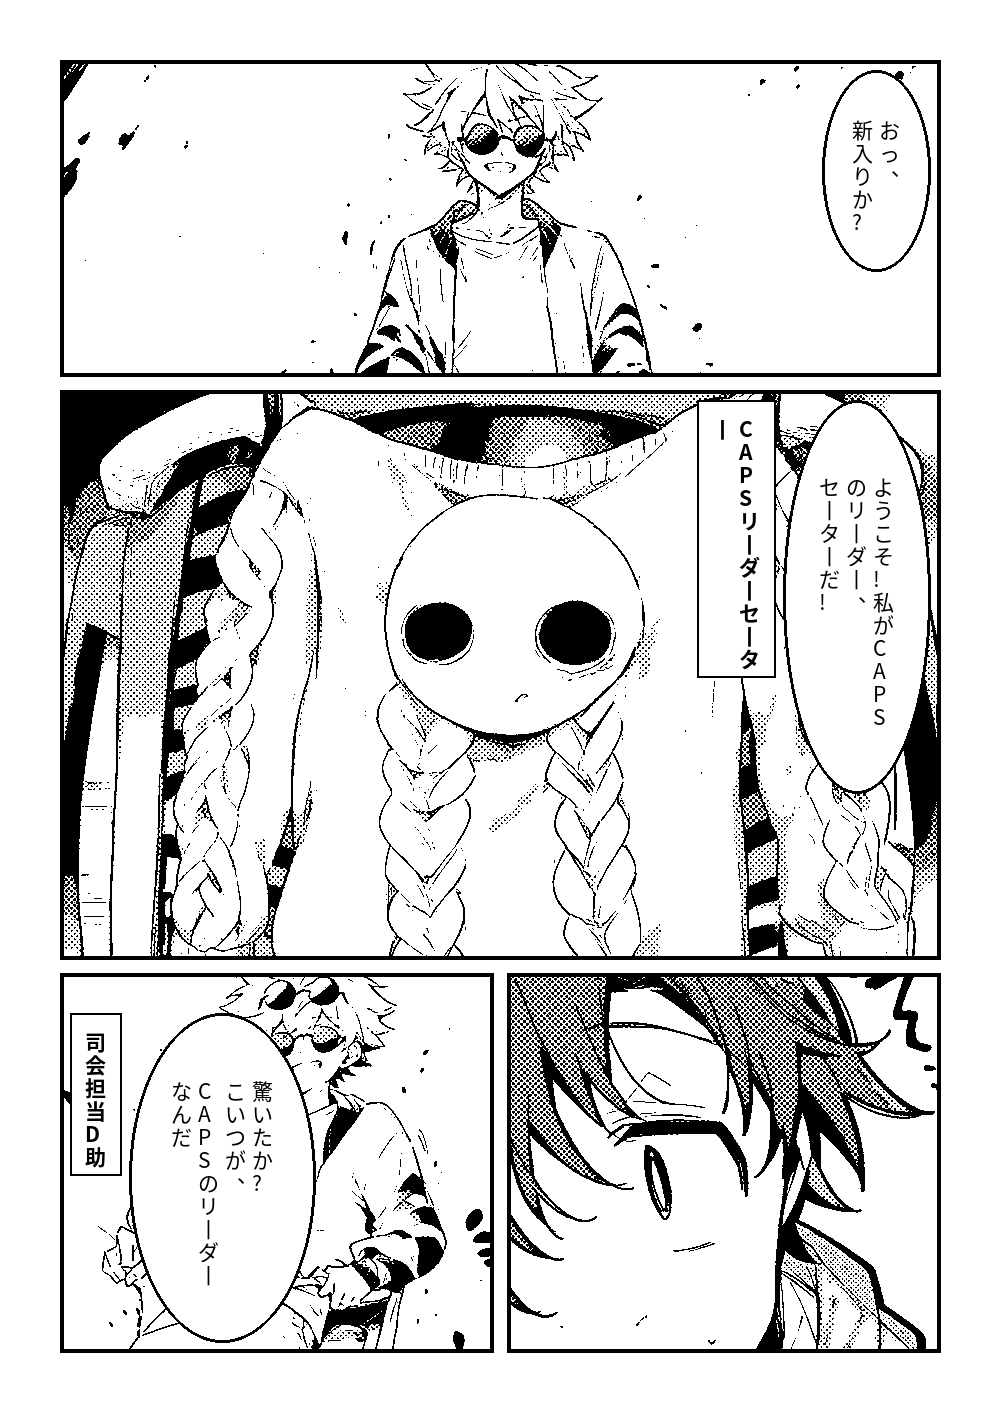 おっ、
新入りか?
ようこそ!私がCAPS
のリーダー、
セーターだ!
CAPSリーダーセータ
ー
驚いたか?
こいつが、
CAPSのリーダー
なんだ
司会担当D助